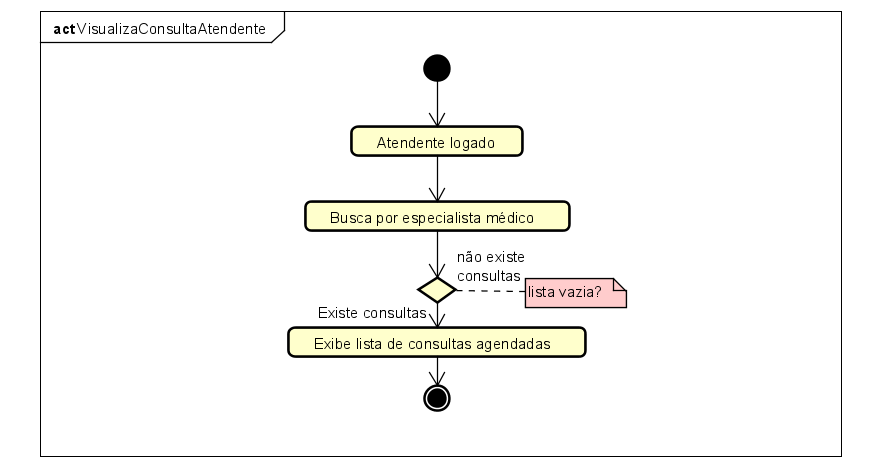 act VisualizaConsultaAtendente
Atendente logado
Busca por especialista médico
não existe
consultas
lista vazia?
Existe consultas
Exibe lista de consultas agendadas